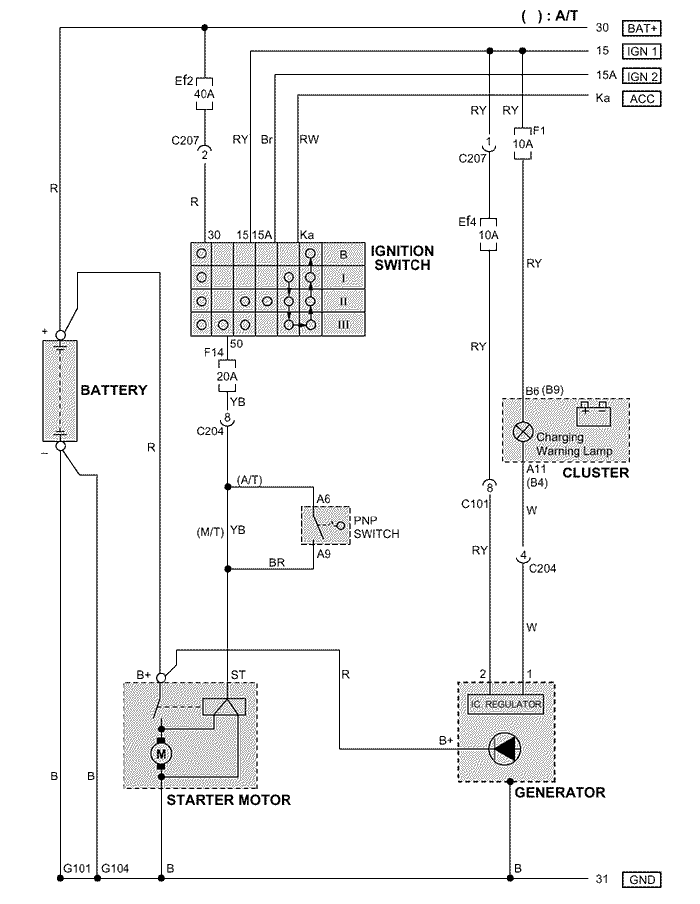 ( ) : A/T
30 BAT+
15 IGN 1
15A IGN 2
Ka ACC
Ef2
40A
C207
2
R
RY
Br
RW
RY
RY
1
C207
F1
10A
Ef4
10A
R
30
15
15A
Ka
B
I
II
III
IGNITION
SWITCH
RY
RY
50
F14
20A
YB
8
C204
+
BATTERY
–
R
B6 (B9)
+ –
Charging
Warning Lamp
CLUSTER
A11
(B4)
(A/T)
A6
PNP
SWITCH
A9
(M/T)
YB
BR
8
C101
W
RY
4
C204
W
B+
ST
R
2
1
IC. REGULATOR
B+
GENERATOR
M
STARTER MOTOR
B
B
G101
G104
B
B
31 GND